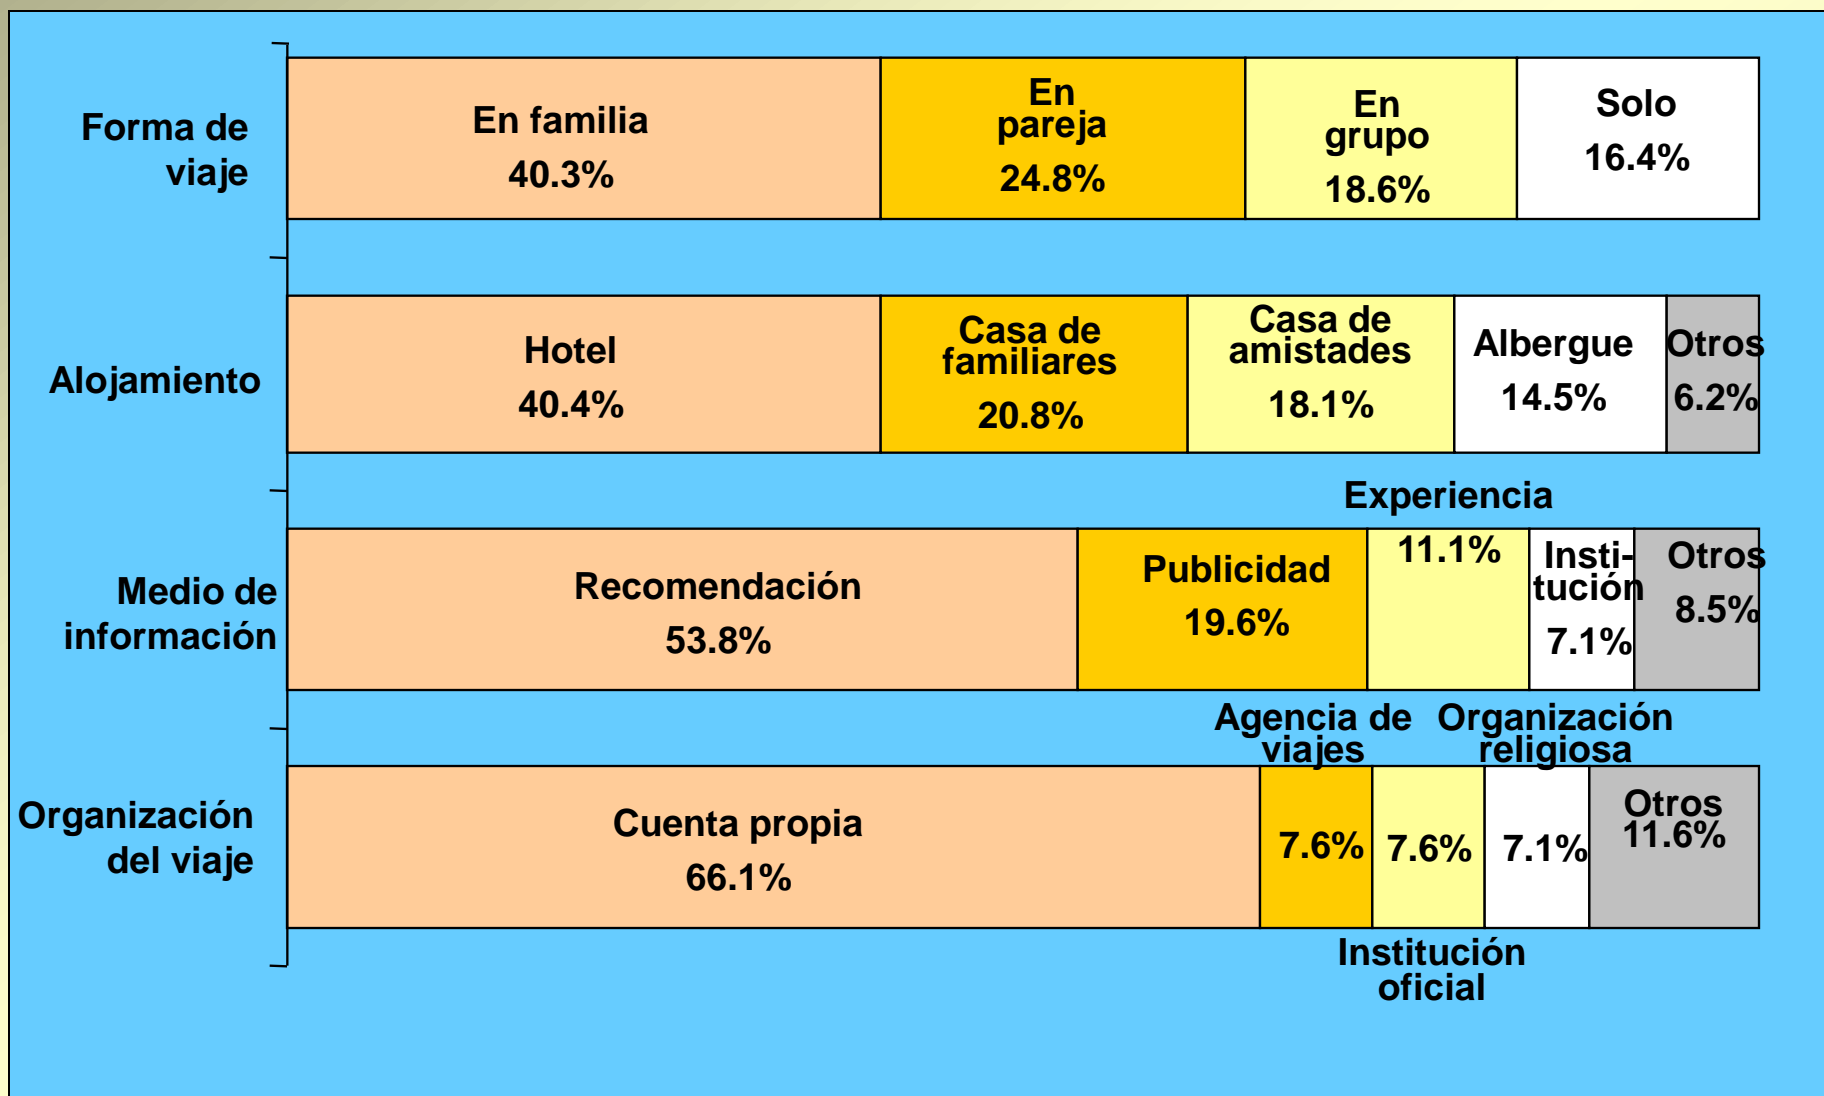 Forma de
viaje
En familia
40.3%
En
pareja
24.8%
En
grupo
18.6%
Solo
16.4%
Alojamiento
Hotel
40.4%
Casa de
familiares
20.8%
Casa de
amistades
18.1%
Albergue
14.5%
Otros
6.2%
Medio de
información
Recomendación
53.8%
Publicidad
19.6%
Experiencia
11.1%
Insti-
tución
7.1%
Otros
8.5%
Organización
del viaje
Cuenta propia
66.1%
Agencia de
viajes
7.6%
7.6%
Institución
oficial
Organización
religiosa
7.1%
Otros
11.6%